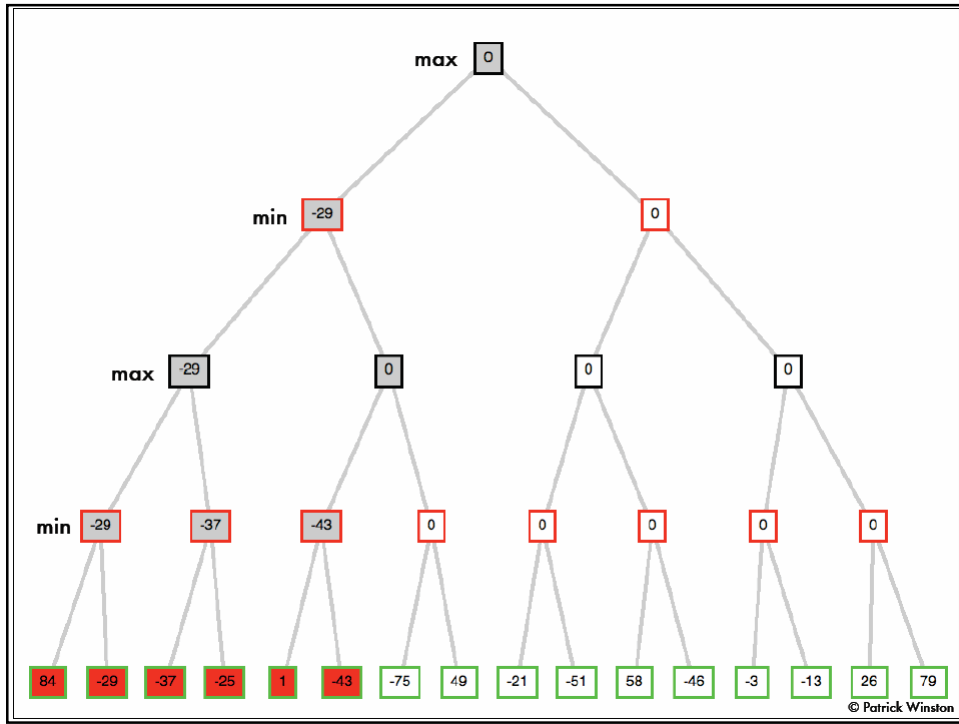 max 0
min -29 0
max -29 0 0 0
min -29 -37 -43 0 0 0 0 0
84 -29 -37 -25 1 -43 -75 49 -21 -51 58 -46 -3 -13 26 79
© Patrick Winston